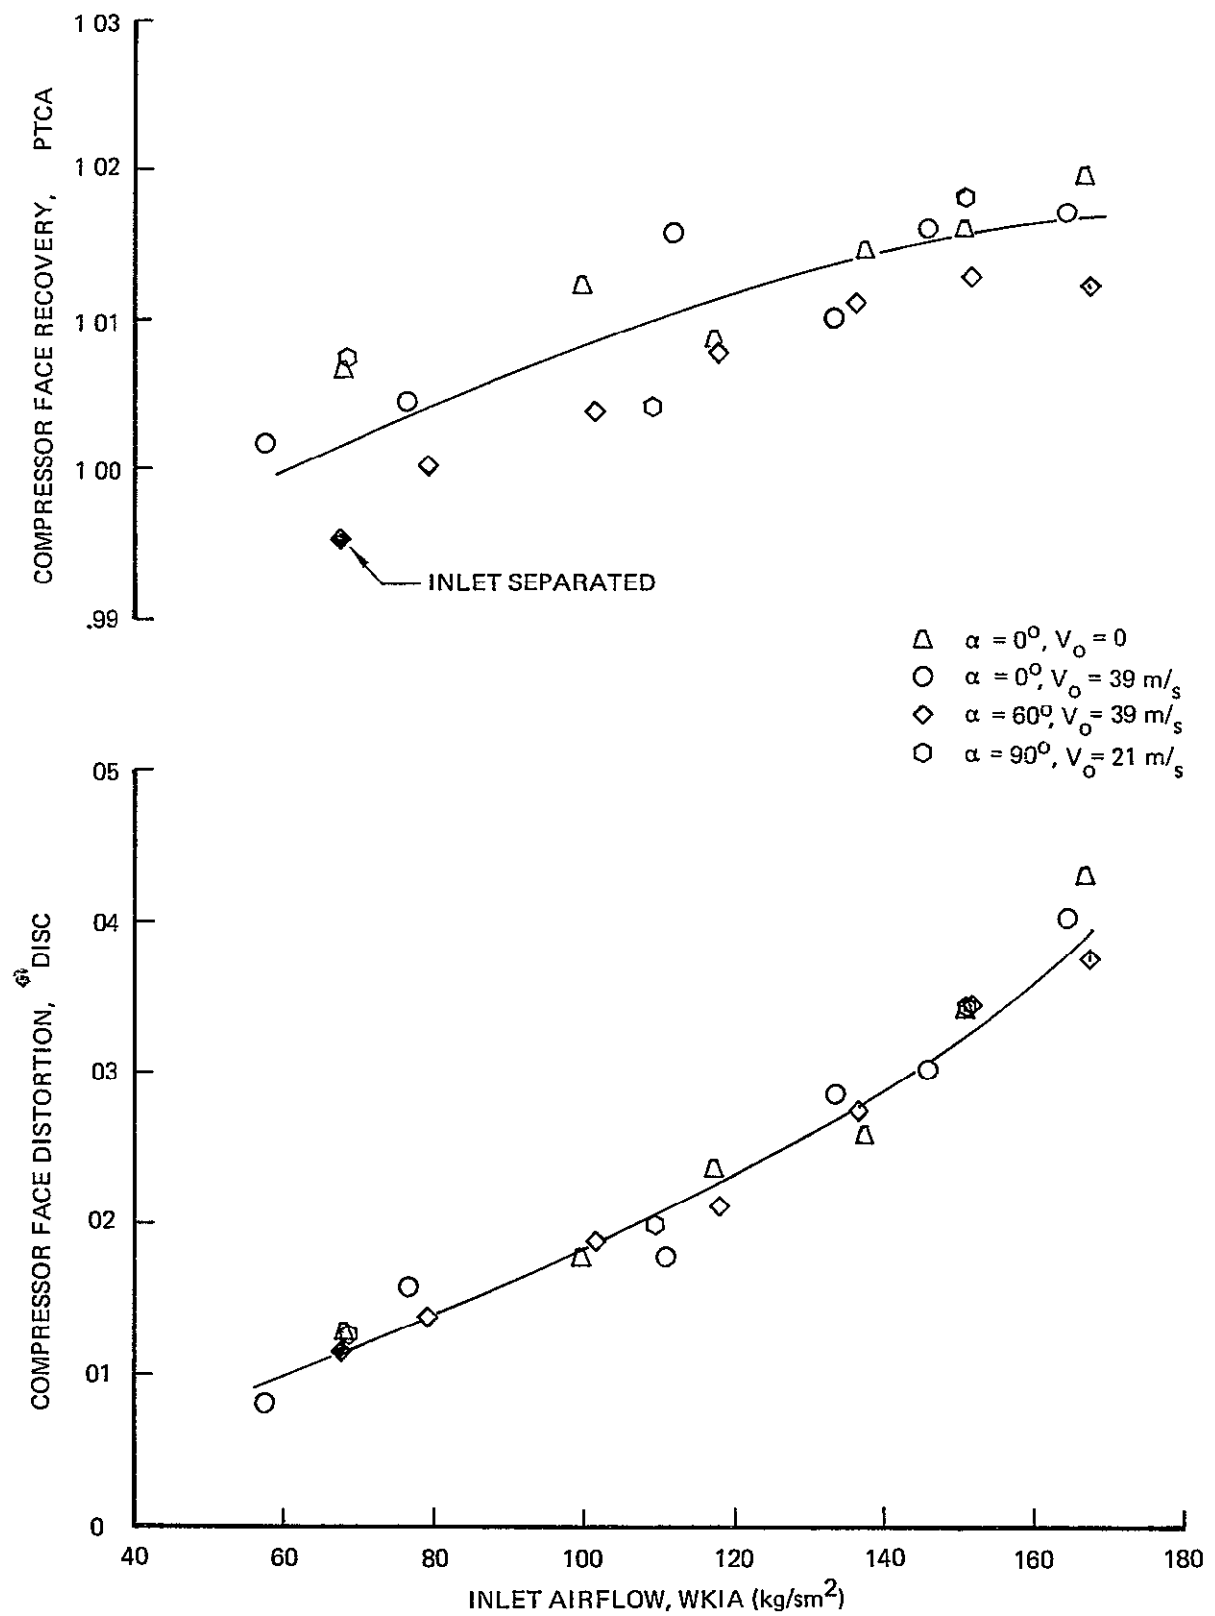 1 03
1 02
1 01
1 00
.99
COMPRESSOR FACE RECOVERY, PTCA
INLET SEPARATED
α = 0°, Vo = 0
α = 0°, Vo = 39 m/s
α = 60°, Vo = 39 m/s
α = 90°, Vo = 21 m/s
05
04
03
02
01
0
COMPRESSOR FACE DISTORTION, DISC
40 60 80 100 120 140 160 180
INLET AIRFLOW, WKIA (kg/sm²)